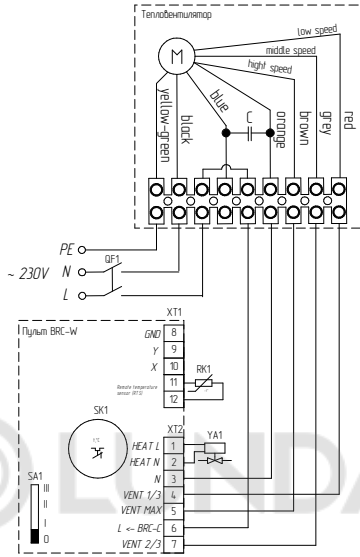 Тепловентилятор
low speed
middle speed
hight speed
M
C
yellow-green
black
blue
orange
brown
grey
red
PE
~ 230V
N
QF1
L
XT1
Пульт BRC-W
GND 8
Y 9
X 10
11
RK1
Remote temperature
sensor (RTS)
12
SK1
XT2
HEAT L 1
YA1
HEAT N 2
N 3
SA1
III
II
I
0
VENT 1/3 4
VENT MAX 5
L <- BRC-C 6
VENT 2/3 7
LUNDA